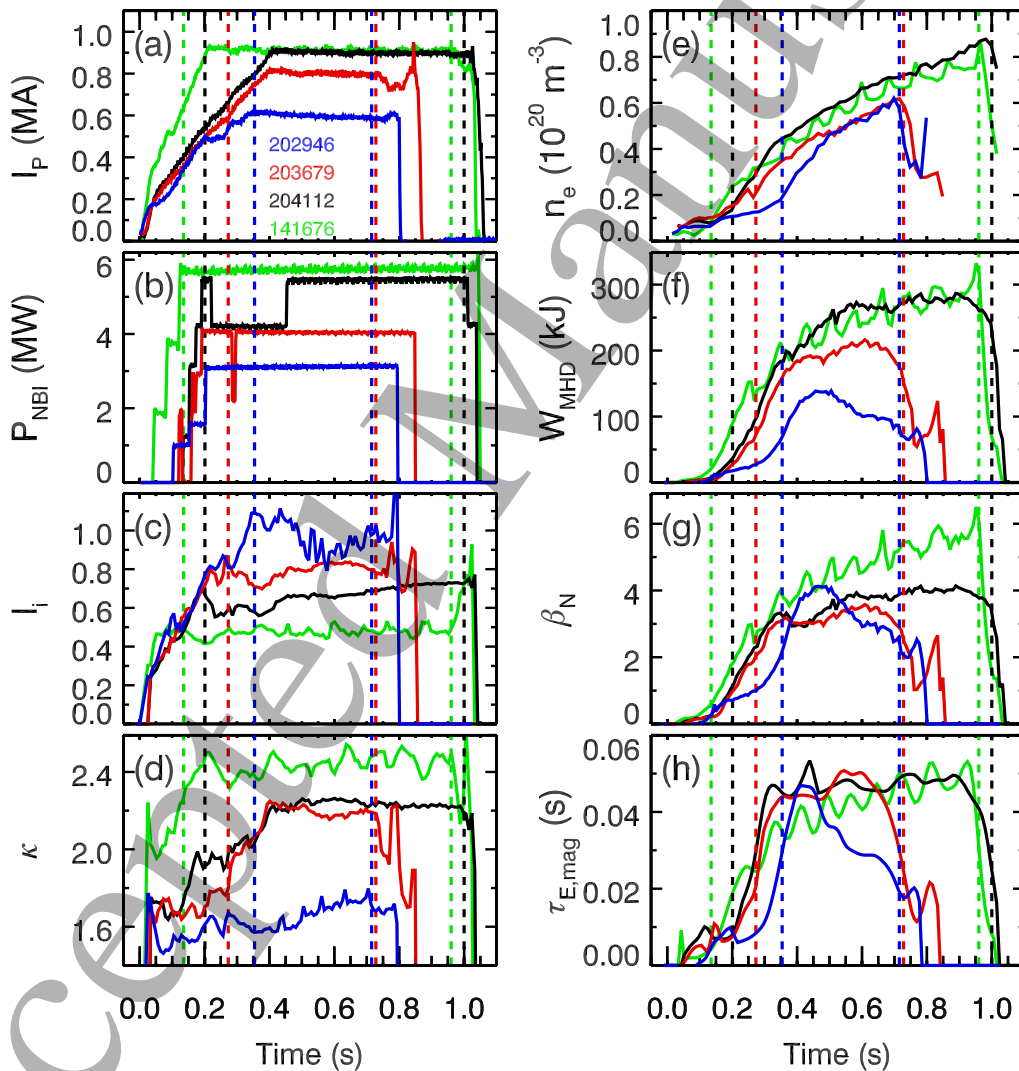 (a)
I_P (MA)
1.0
0.8
0.6
0.4
0.2
0.0
202946
203679
204112
141676
(b)
P_NBI (MW)
6
4
2
0
(c)
l_i
1.0
0.8
0.6
0.4
0.2
0.0
(d)
κ
2.4
2.0
1.6
0.0 0.2 0.4 0.6 0.8 1.0
Time (s)
(e)
n_e (10^20 m^-3)
1.0
0.8
0.6
0.4
0.2
0.0
(f)
W_MHD (kJ)
300
200
100
0
(g)
β_N
6
4
2
0
(h)
τ_E,mag (s)
0.06
0.04
0.02
0.00
0.0 0.2 0.4 0.6 0.8 1.0
Time (s)
cepted Manus